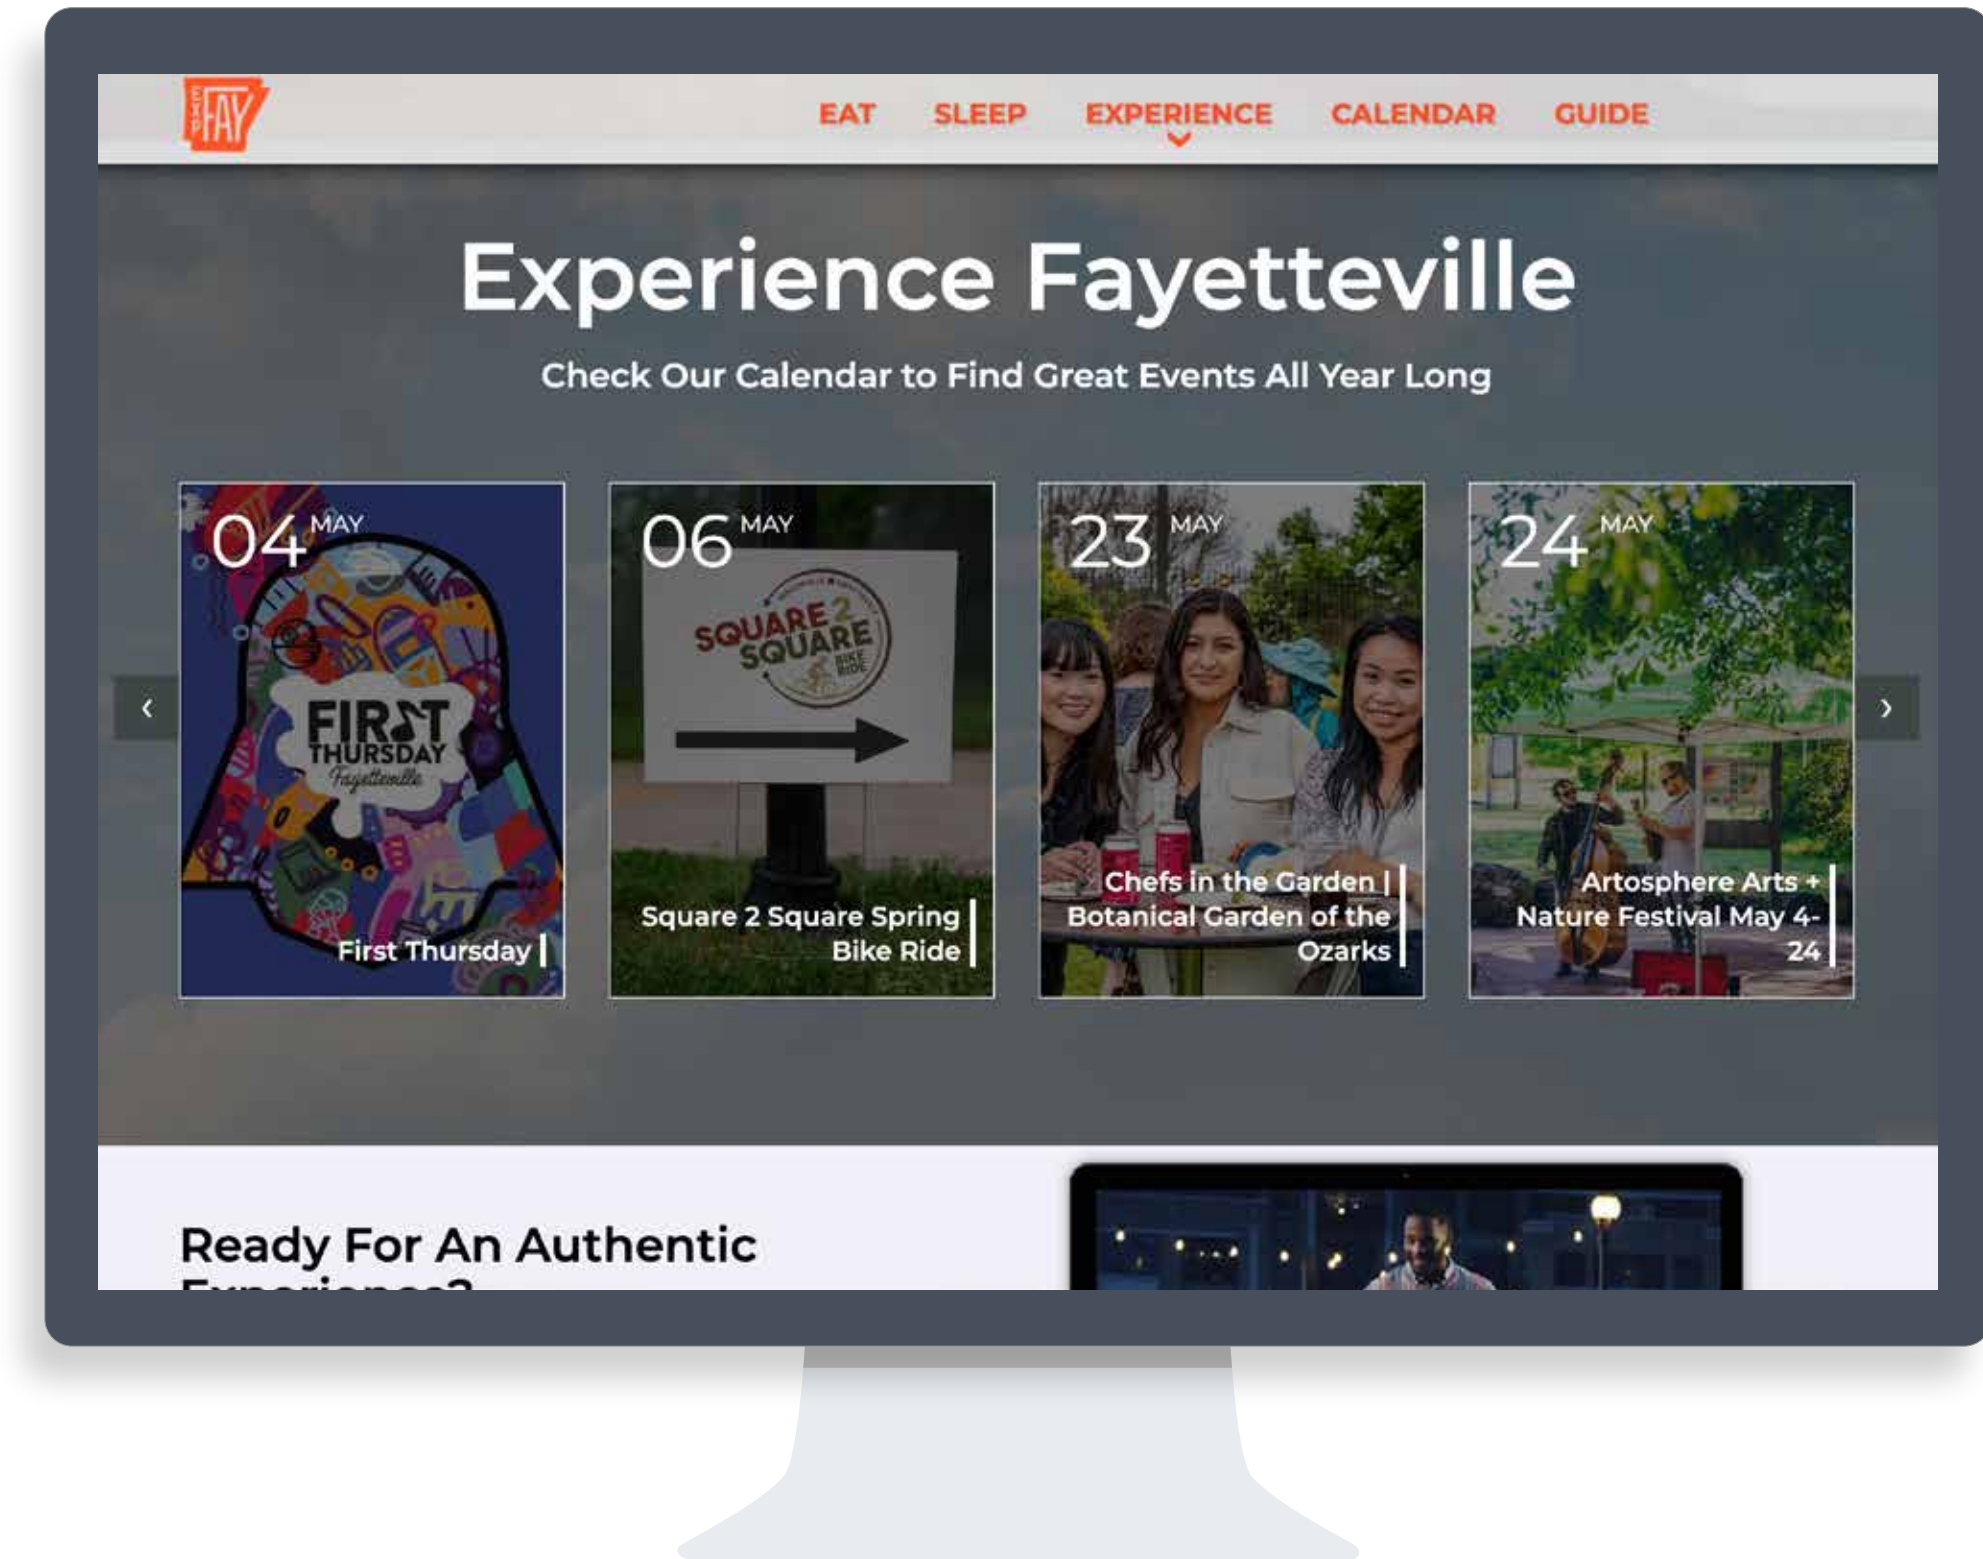 EXP
FAY
EAT SLEEP EXPERIENCE CALENDAR GUIDE
Experience Fayetteville
Check Our Calendar to Find Great Events All Year Long
04 MAY
FIRST
THURSDAY
Fayetteville
First Thursday
06 MAY
SQUARE 2
SQUARE
BIKE
RIDE
Square 2 Square Spring
Bike Ride
23 MAY
Chefs in the Garden |
Botanical Garden of the
Ozarks
24 MAY
Artosphere Arts +
Nature Festival May 4-
24
‹
›
Ready For An Authentic
Experience?